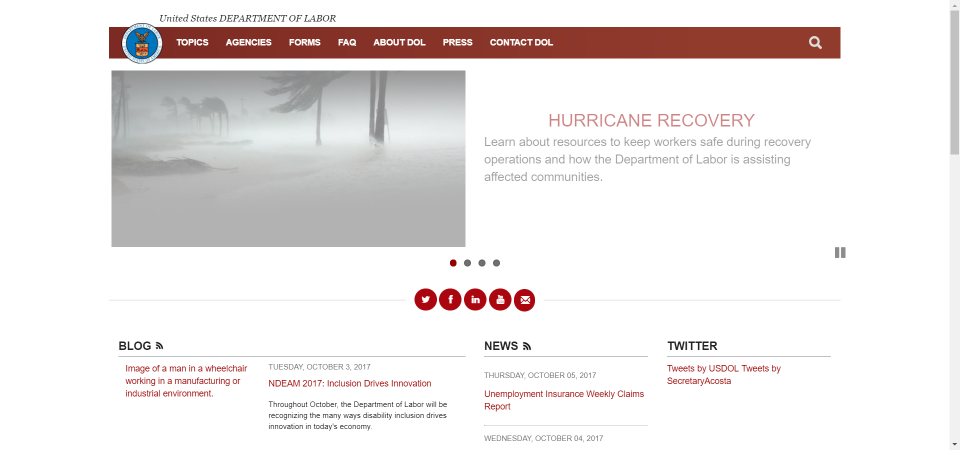 United States DEPARTMENT OF LABOR
TOPICS AGENCIES FORMS FAQ ABOUT DOL PRESS CONTACT DOL
HURRICANE RECOVERY
Learn about resources to keep workers safe during recovery
operations and how the Department of Labor is assisting
affected communities.
BLOG
Image of a man in a wheelchair
working in a manufacturing or
industrial environment.
TUESDAY, OCTOBER 3, 2017
NDEAM 2017: Inclusion Drives Innovation
Throughout October, the Department of Labor will be
recognizing the many ways disability inclusion drives
innovation in today's economy.
NEWS
THURSDAY, OCTOBER 05, 2017
Unemployment Insurance Weekly Claims
Report
WEDNESDAY, OCTOBER 04, 2017
TWITTER
Tweets by USDOL Tweets by
SecretaryAcosta